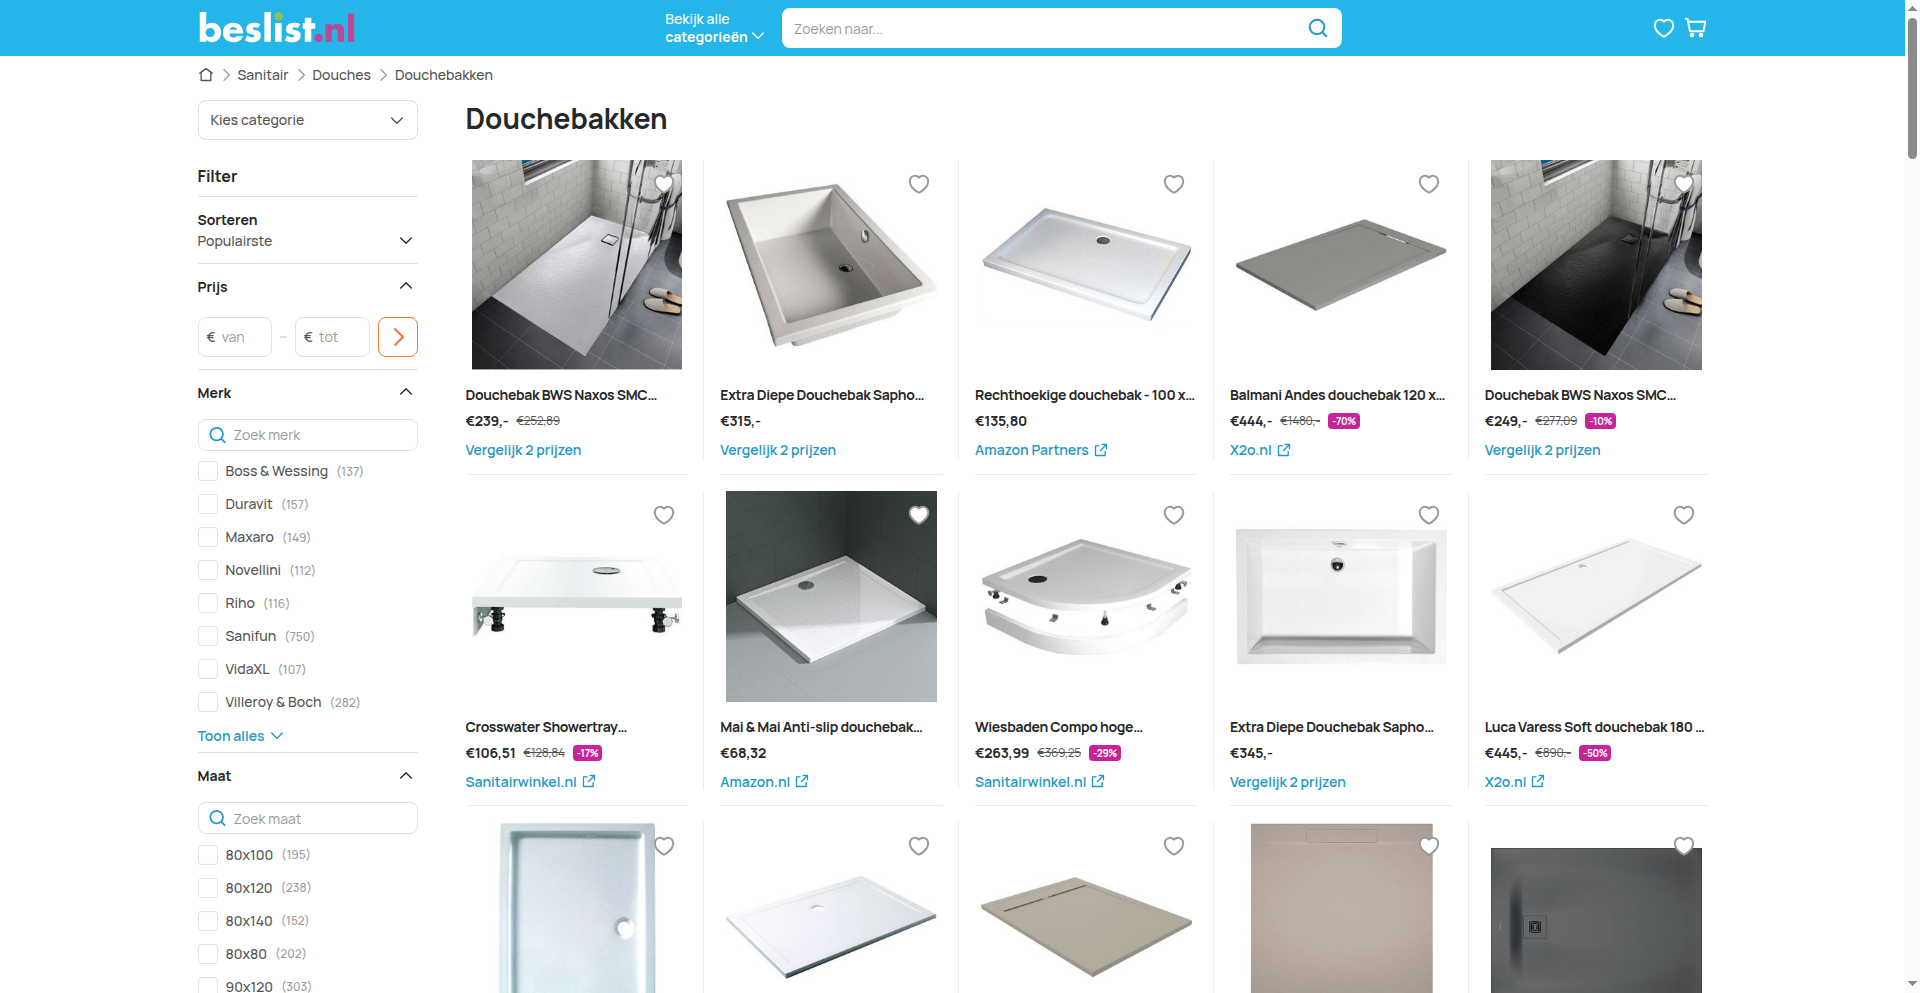 beslist.nl
Bekijk alle
categorieën
Zoeken naar...
Sanitair
Douches
Douchebakken
Kies categorie
Filter
Sorteren
Populairste
Prijs
€ van
–
€ tot
Merk
Zoek merk
Boss & Wessing (137)
Duravit (157)
Maxaro (149)
Novellini (112)
Riho (116)
Sanifun (750)
VidaXL (107)
Villeroy & Boch (282)
Toon alles
Maat
Zoek maat
80x100 (195)
80x120 (238)
80x140 (152)
80x80 (202)
90x120 (303)
Douchebakken
Douchebak BWS Naxos SMC...
€239,- €252,89
Vergelijk 2 prijzen
Extra Diepe Douchebak Sapho...
€315,-
Vergelijk 2 prijzen
Rechthoekige douchebak - 100 x...
€135,80
Amazon Partners
Balmani Andes douchebak 120 x...
€444,- €1480,- -70%
X2o.nl
Douchebak BWS Naxos SMC...
€249,- €277,09 -10%
Vergelijk 2 prijzen
Crosswater Showertray...
€106,51 €128,84 -17%
Sanitairwinkel.nl
Mai & Mai Anti-slip douchebak...
€68,32
Amazon.nl
Wiesbaden Compo hoge...
€263,99 €369,25 -29%
Sanitairwinkel.nl
Extra Diepe Douchebak Sapho...
€345,-
Vergelijk 2 prijzen
Luca Varess Soft douchebak 180 ...
€445,- €890,- -50%
X2o.nl